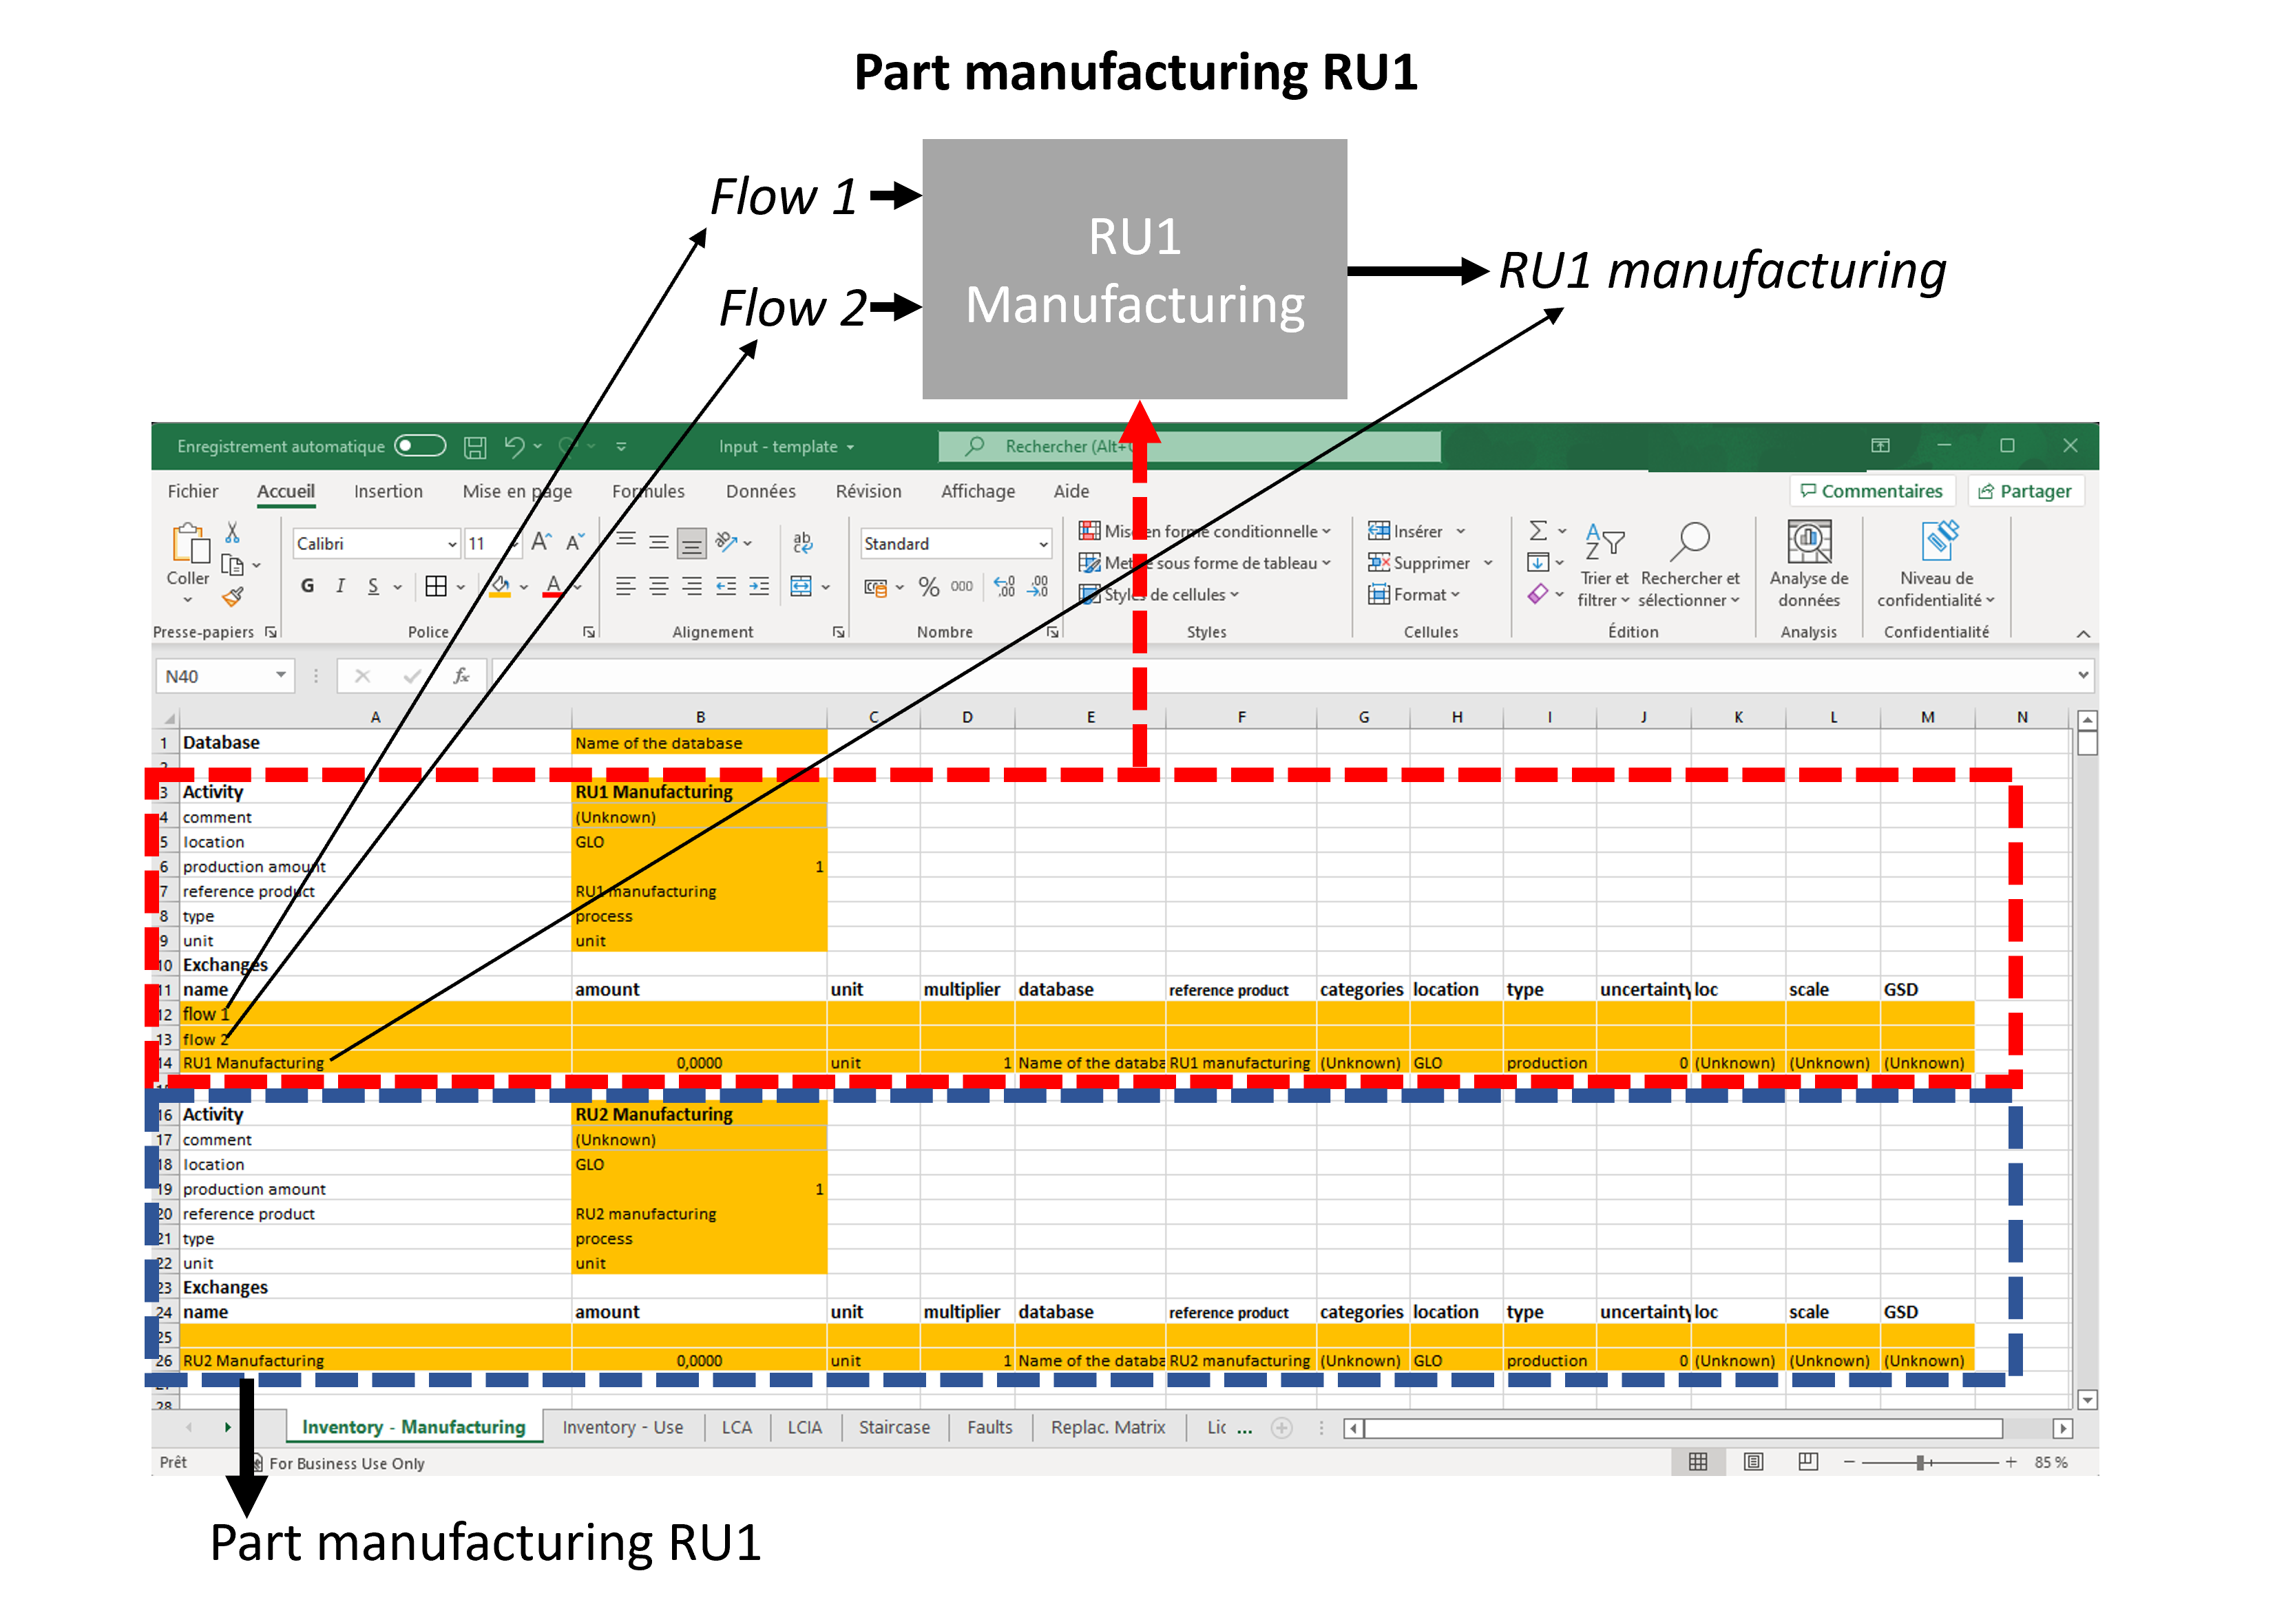 Part manufacturing RU1
Flow 1
RU1
Manufacturing
RU1 manufacturing
Flow 2
Enregistrement automatique
Input - template
Rechercher (Alt+
Fichier Accueil Insertion Mise en page Formules Données Révision Affichage Aide Commentaires Partager
Coller
Calibri 11
Standard
Mise en forme conditionnelle
Mettre sous forme de tableau
Styles de cellules
Insérer
Supprimer
Format
Trier et filtrer
Rechercher et sélectionner
Analyse de données
Niveau de confidentialité
G I S
% 000
Presse-papiers Police Alignement Nombre Styles Cellules Édition Analysis Confidentialité
N40 fx
A B C D E F G H I J K L M N
1 Database Name of the database
3 Activity RU1 Manufacturing
4 comment (Unknown)
5 location GLO
6 production amount 1
7 reference product RU1 manufacturing
8 type process
9 unit unit
10 Exchanges
11 name amount unit multiplier database reference product categories location type uncertainty loc scale GSD
12 flow 1
13 flow 2
14 RU1 Manufacturing 0,0000 unit 1 Name of the databa RU1 manufacturing (Unknown) GLO production 0 (Unknown) (Unknown) (Unknown)
16 Activity RU2 Manufacturing
17 comment (Unknown)
18 location GLO
19 production amount 1
20 reference product RU2 manufacturing
21 type process
22 unit unit
23 Exchanges
24 name amount unit multiplier database reference product categories location type uncertainty loc scale GSD
25
26 RU2 Manufacturing 0,0000 unit 1 Name of the databa RU2 manufacturing (Unknown) GLO production 0 (Unknown) (Unknown) (Unknown)
28
Inventory - Manufacturing Inventory - Use LCA LCIA Staircase Faults Replac. Matrix Lic ...
Prêt For Business Use Only 85 %
Part manufacturing RU1